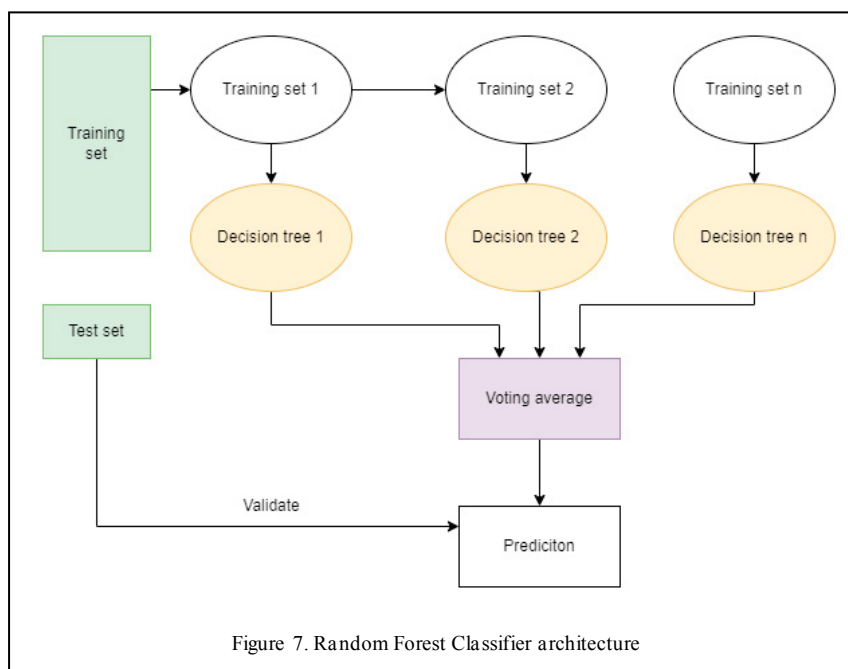 Training set 1
Training set 2
Training set n
Training
set
Decision tree 1
Decision tree 2
Decision tree n
Test set
Voting average
Validate
Prediciton
Figure 7. Random Forest Classifier architecture